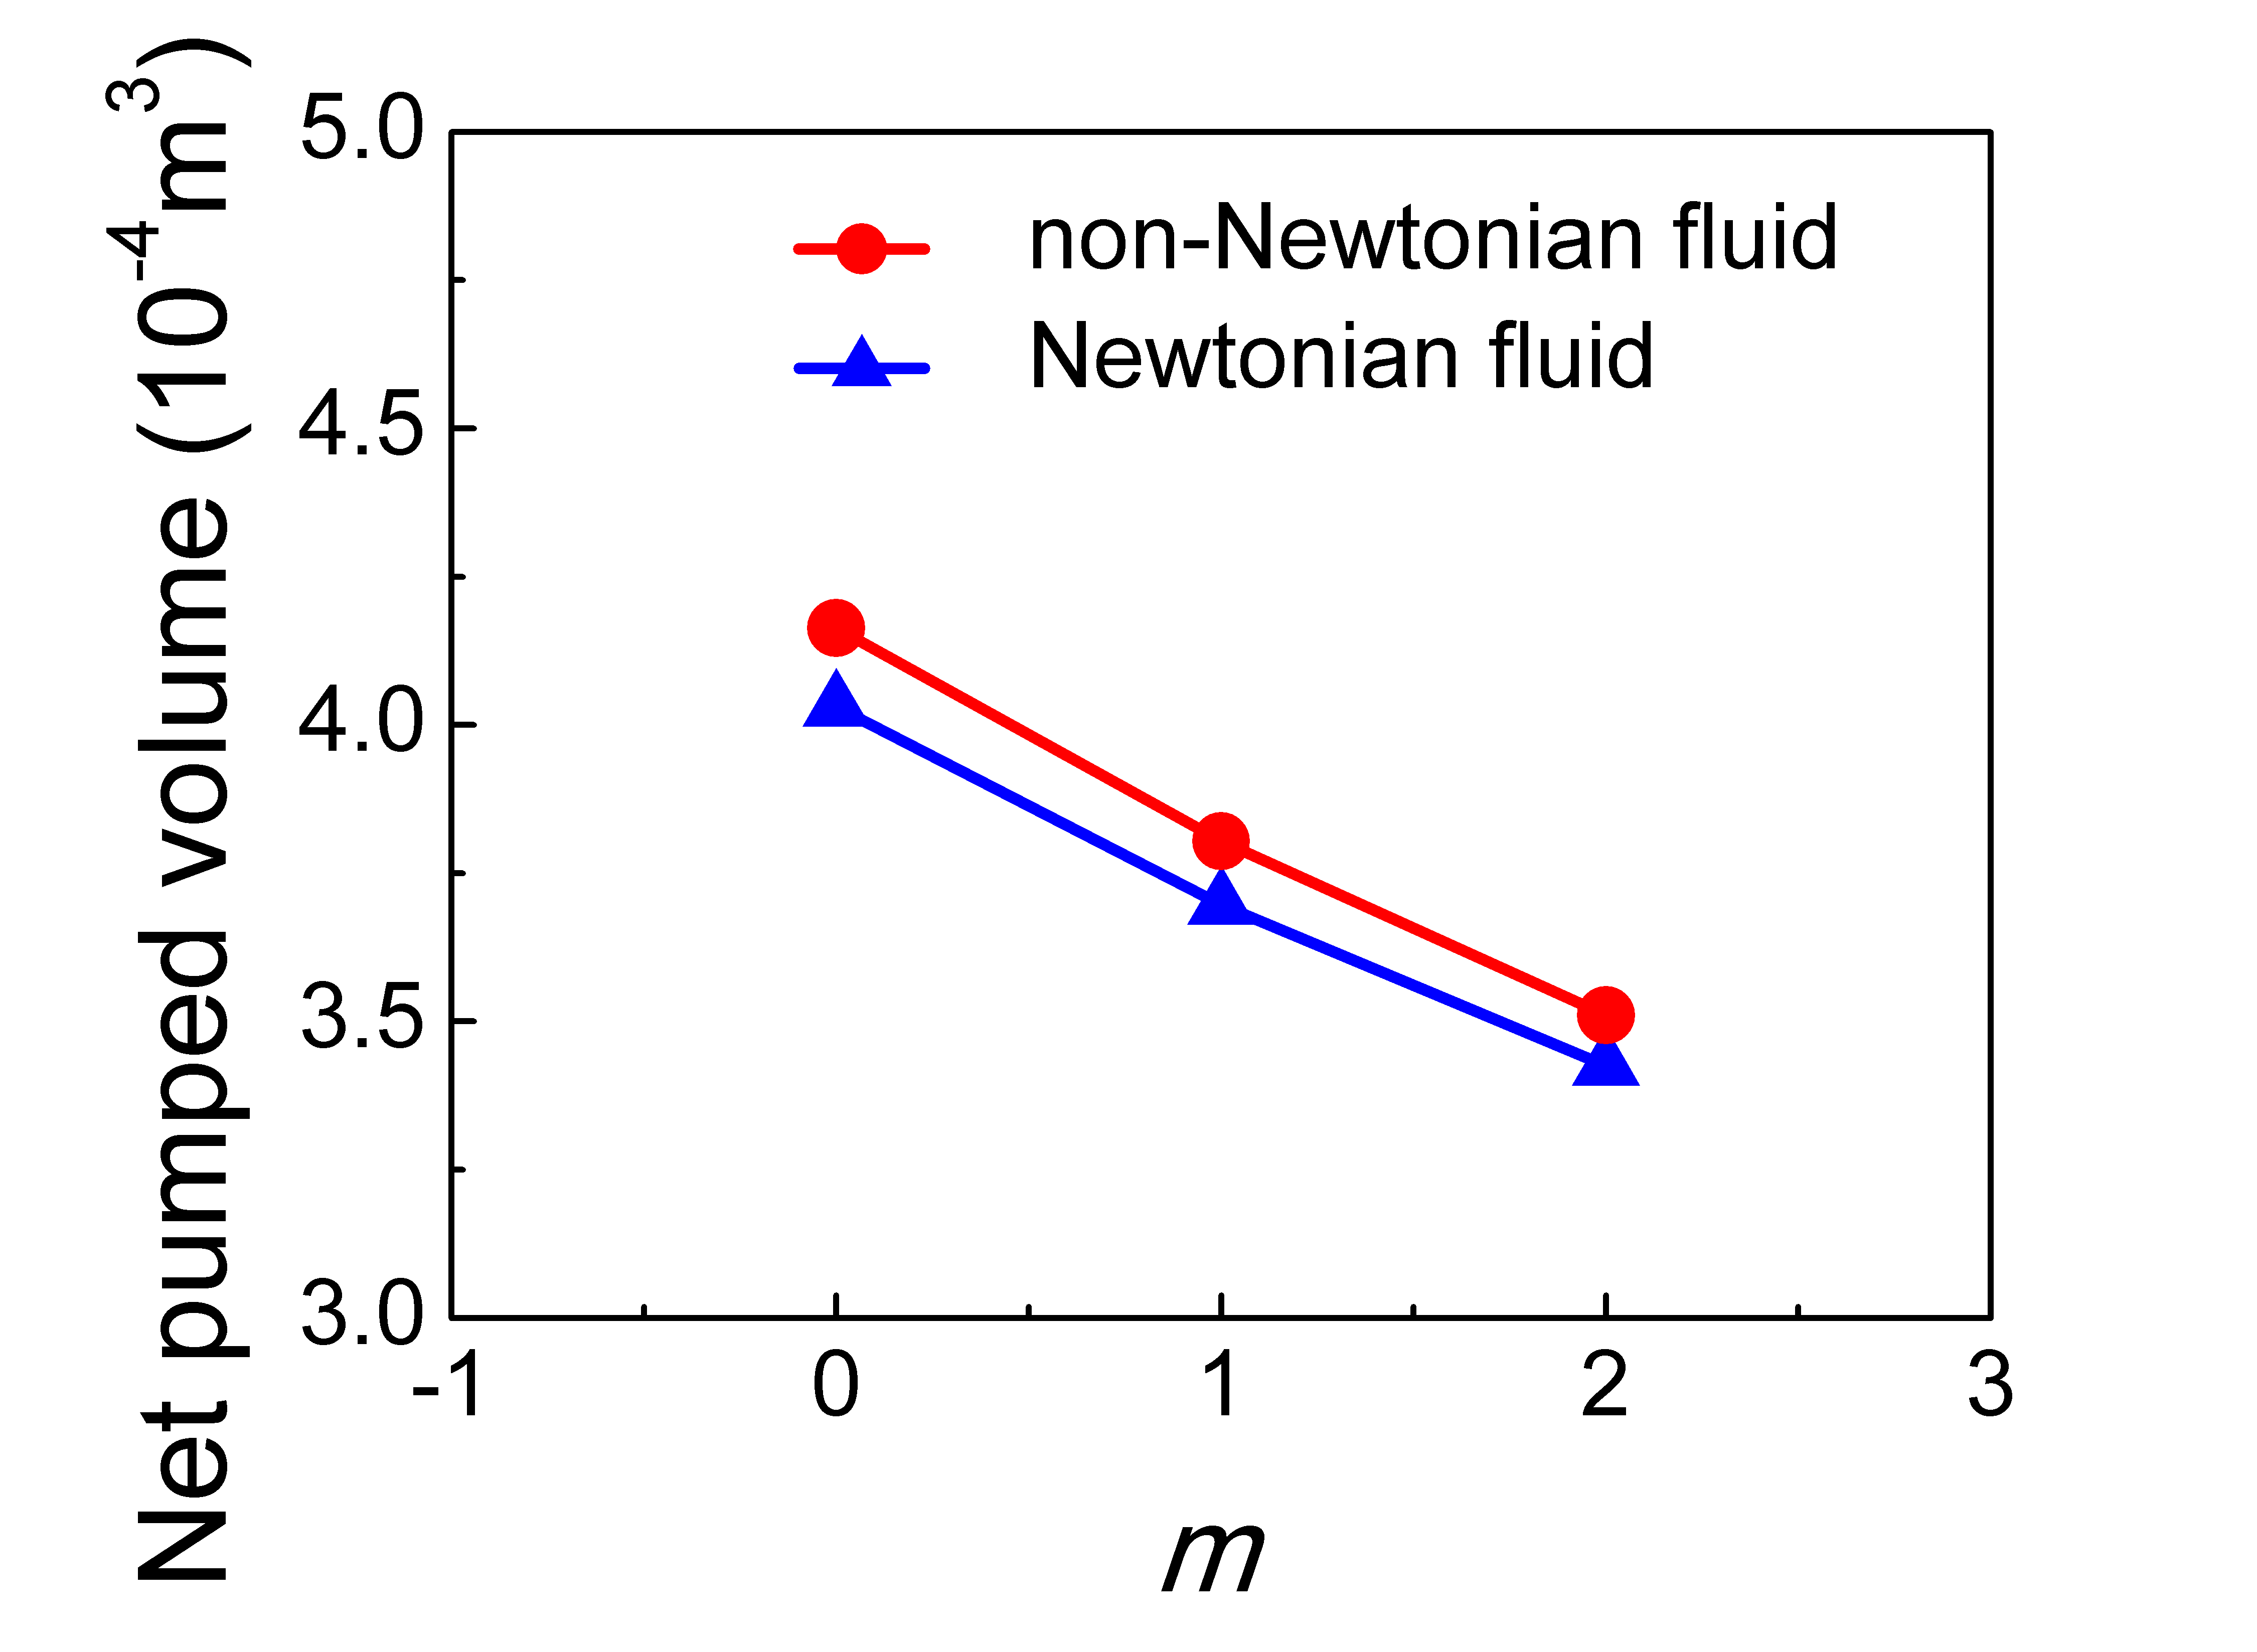 Net pumped volume (10⁻⁴m³)
5.0
4.5
4.0
3.5
3.0
non-Newtonian fluid
Newtonian fluid
-1 0 1 2 3
m